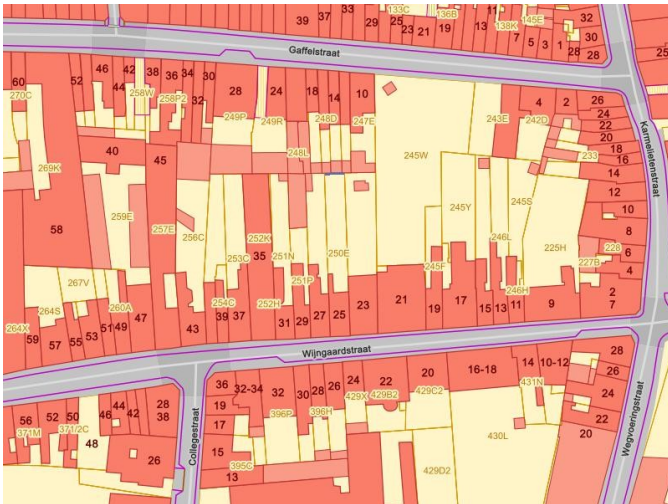 39 37 33 29 133C 25 23 21 136B 19 13 11 138K 7 145E 5 3 1 32 30 28 28
Gaffelstraat
25
60 270C 52 46 44 42 258W 38 36 258P2 34 32 30 28 249P 24 249R 18 248D 14 10 247E 243E 4 242D 2 26 24 22 20 18 16 14 12 10 8 6 4
Karmelietenstraat
233
269K 40 45 248L 245W
58 259E 257E 256C 253C 252K 35 251N 250E 245Y 246L 245S 225H 228 227B
267V 264S 260A 254C 252H 251P 245F 246H
264X 59 57 55 53 51 49 47 43 39 37 31 29 27 25 23 21 19 17 15 13 11 9 2 7
Wijngaardstraat
36 32-34 32 30 28 26 24 22 20 16-18 14 10-12 28
19 396P 396H 429X 429B2 429C2 431N 26
56 52 50 46 44 42 28 38 17 24
371M 371/2C 48 22
Collegestraat
26 15 395C 13 429D2 430L 20
Wegvoeringstraat